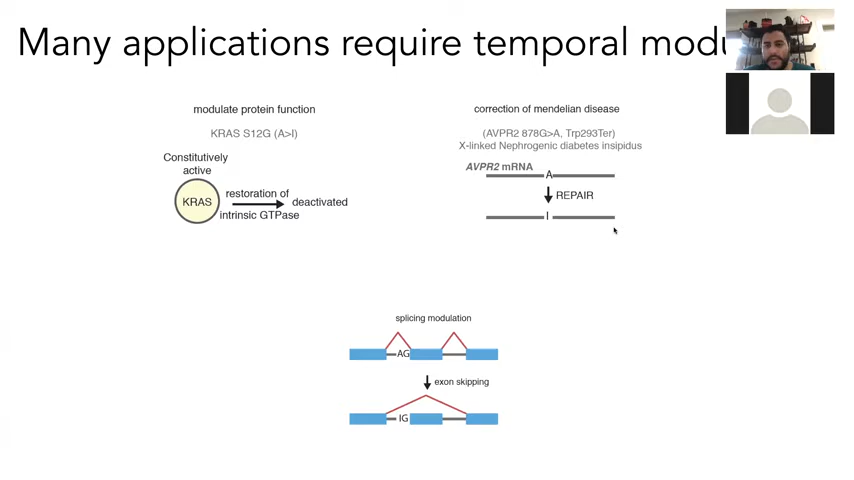 Many applications require temporal modu
modulate protein function
KRAS S12G (A>I)
Constitutively
active
KRAS
restoration of
intrinsic GTPase
deactivated
correction of mendelian disease
(AVPR2 878G>A, Trp293Ter)
X-linked Nephrogenic diabetes insipidus
AVPR2 mRNA
A
REPAIR
I
splicing modulation
AG
exon skipping
IG